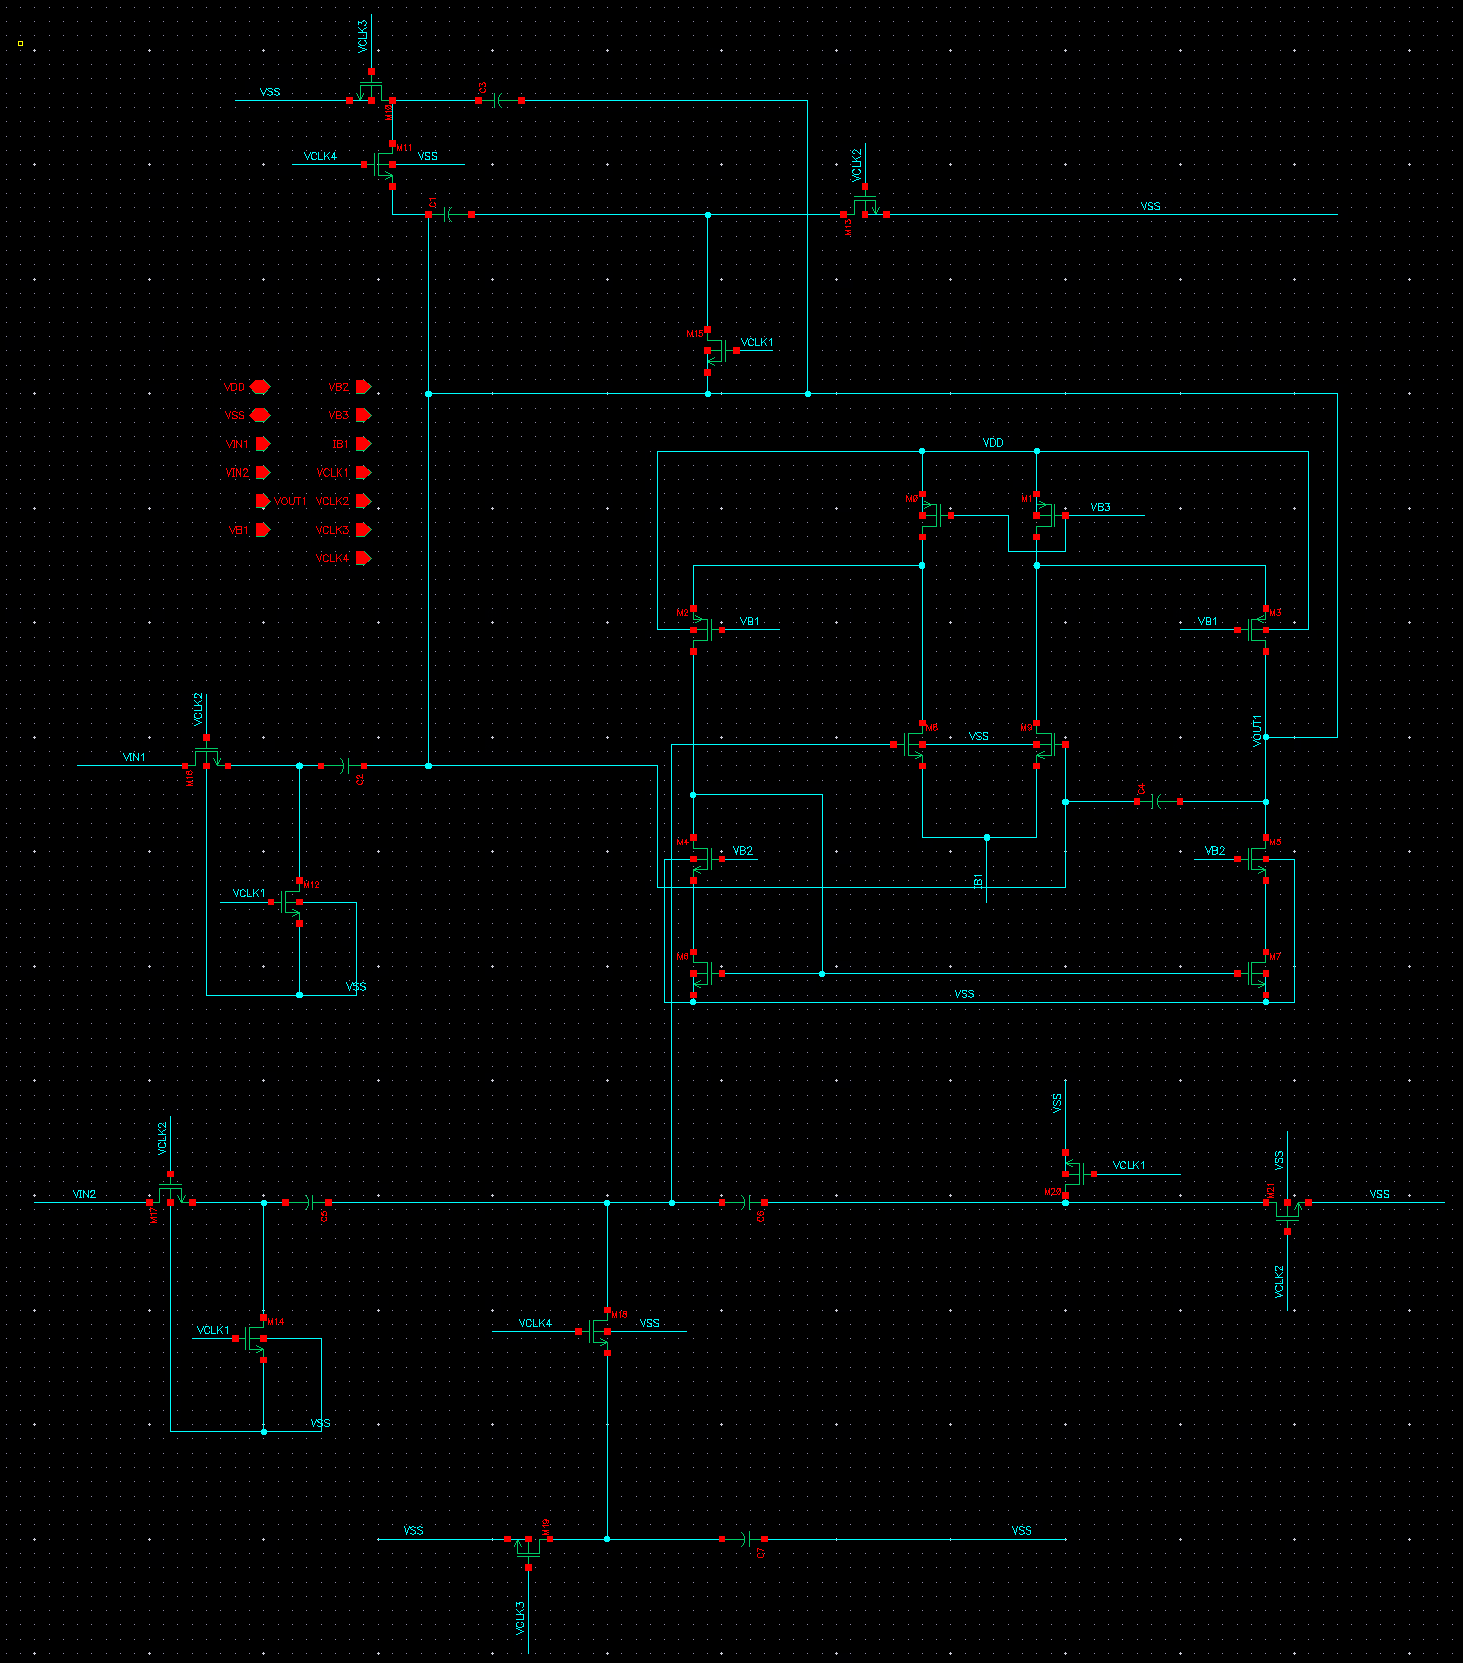 VCLK3
VSS
C3
M10
M11
VCLK4
VSS
VCLK2
C1
VSS
M13
M15
VCLK1
VDD
VB2
VSS
VB3
VIN1
IB1
VIN2
VCLK1
VOUT1
VCLK2
VB1
VCLK3
VCLK4
VDD
M0
M1
VB3
M2
VB1
VB1
M3
VCLK2
VOUT1
M8
VSS
M9
VIN1
M16
C2
C4
M4
VB2
VB2
M5
M12
VCLK1
IB1
M6
M7
VSS
VSS
VSS
VCLK2
VSS
VCLK1
VIN2
M20
M21
VSS
M17
C5
C6
VCLK2
M14
VCLK1
M18
VCLK4
VSS
VSS
VSS
M19
VSS
C7
VCLK3